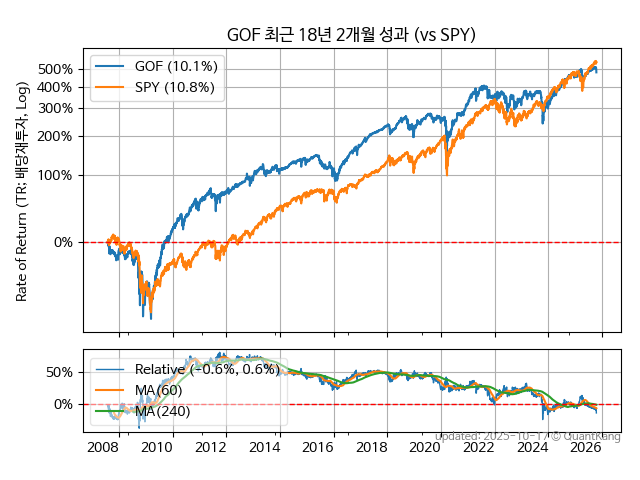 GOF 최근 18년 2개월 성과 (vs SPY)
Rate of Return (TR; 배당재투자, Log)
500%
400%
300%
200%
100%
0%
GOF (10.1%)
SPY (10.8%)
50%
0%
Relative (−0.6%, 0.6%)
MA(60)
MA(240)
2008 2010 2012 2014 2016 2018 2020 2022 2024 2026
updated: 2025-10-17 © QuantKang